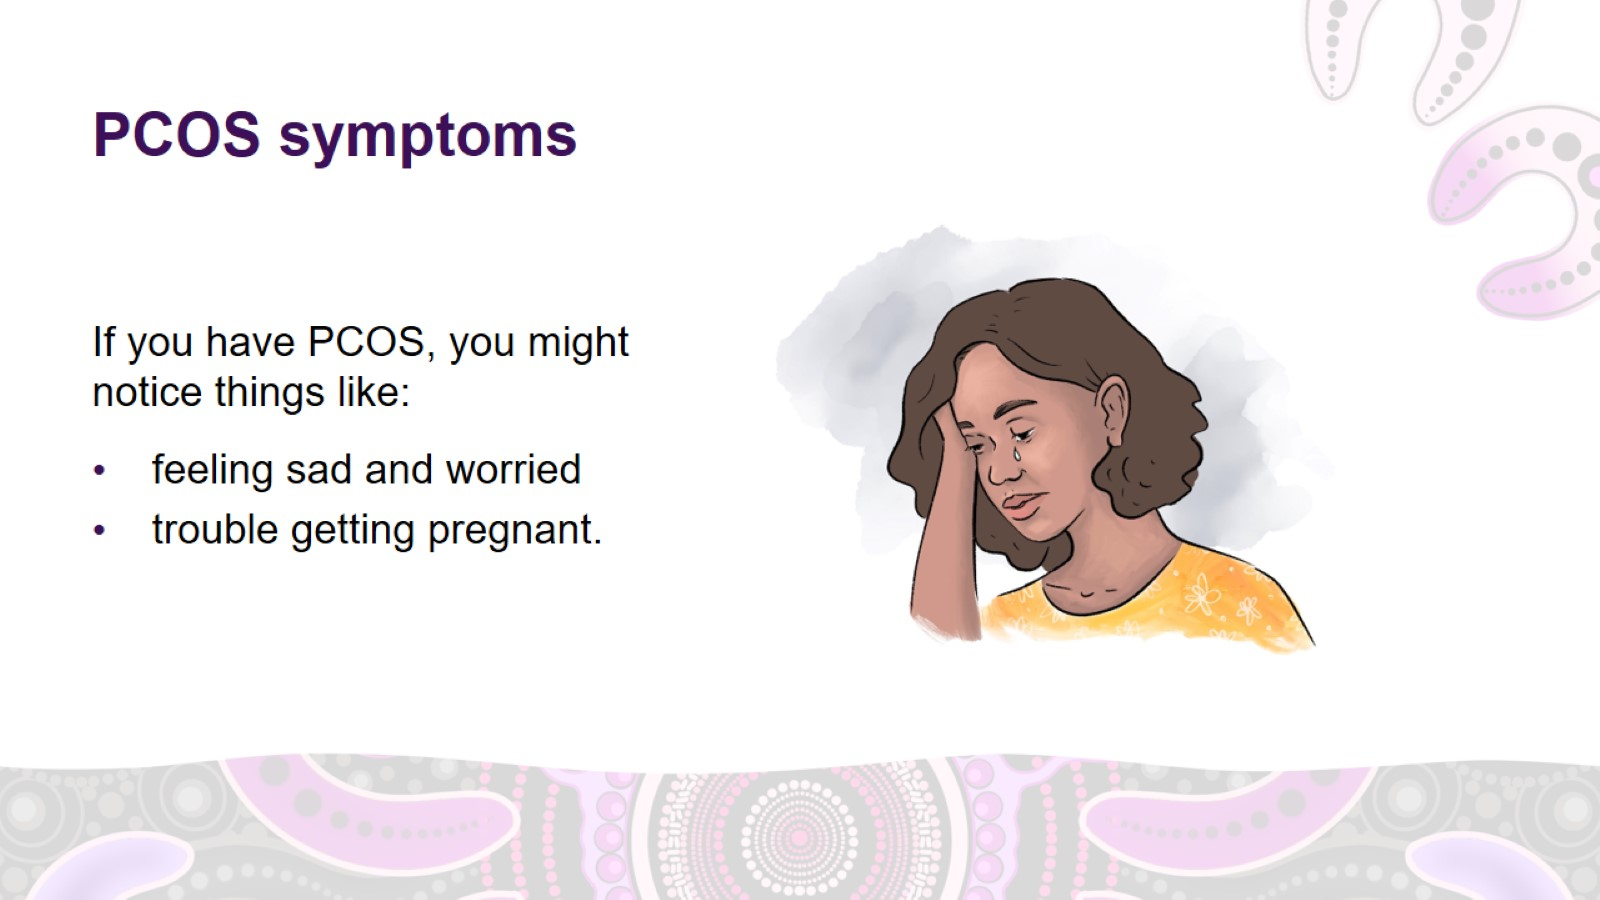 PCOS symptoms
If you have PCOS, you might
notice things like:
• feeling sad and worried
• trouble getting pregnant.